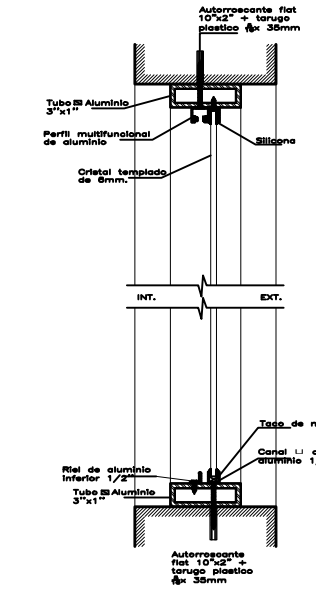 Autorroscante flat
10"x2" + tarugo
plastico x 35mm
Tubo Aluminio
3"x1"
Perfil multifuncional
de aluminio
Silicona
Cristal templado
de 6mm.
INT.
EXT.
Taco de
Canal
aluminio
Riel de aluminio
inferior 1/2"
Tubo Aluminio
3"x1"
Autorroscante
flat 10"x2" +
tarugo plastico
x 35mm